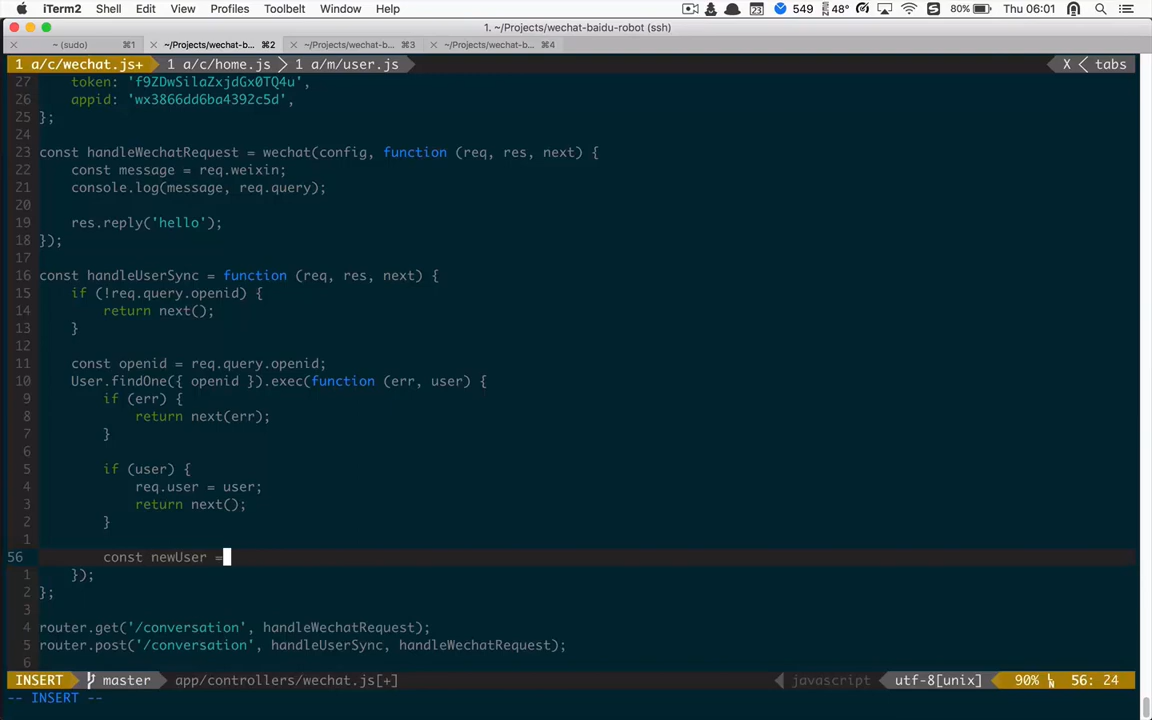 iTerm2 Shell Edit View Profiles Toolbelt Window Help 23 549 48° 80% Thu 06:01
1. ~/Projects/wechat-baidu-robot (ssh)
~ (sudo) ⌘1 ~/Projects/wechat-b... ⌘2 ~/Projects/wechat-b... ⌘3 ~/Projects/wechat-b... ⌘4
1 a/c/wechat.js+ 1 a/c/home.js > 1 a/m/user.js X < tabs
27 token: 'f9ZDwSilaZxjdGx0TQ4u',
26 appid: 'wx3866dd6ba4392c5d',
25 };
24
23 const handleWechatRequest = wechat(config, function (req, res, next) {
22 const message = req.weixin;
21 console.log(message, req.query);
20
19 res.reply('hello');
18 });
17
16 const handleUserSync = function (req, res, next) {
15 if (!req.query.openid) {
14 return next();
13 }
12
11 const openid = req.query.openid;
10 User.findOne({ openid }).exec(function (err, user) {
9 if (err) {
8 return next(err);
7 }
6
5 if (user) {
4 req.user = user;
3 return next();
2 }
1
56 const newUser =
1 });
2 };
3
4 router.get('/conversation', handleWechatRequest);
5 router.post('/conversation', handleUserSync, handleWechatRequest);
6
INSERT master app/controllers/wechat.js[+] javascript < utf-8[unix] 90% 56: 24
-- INSERT --